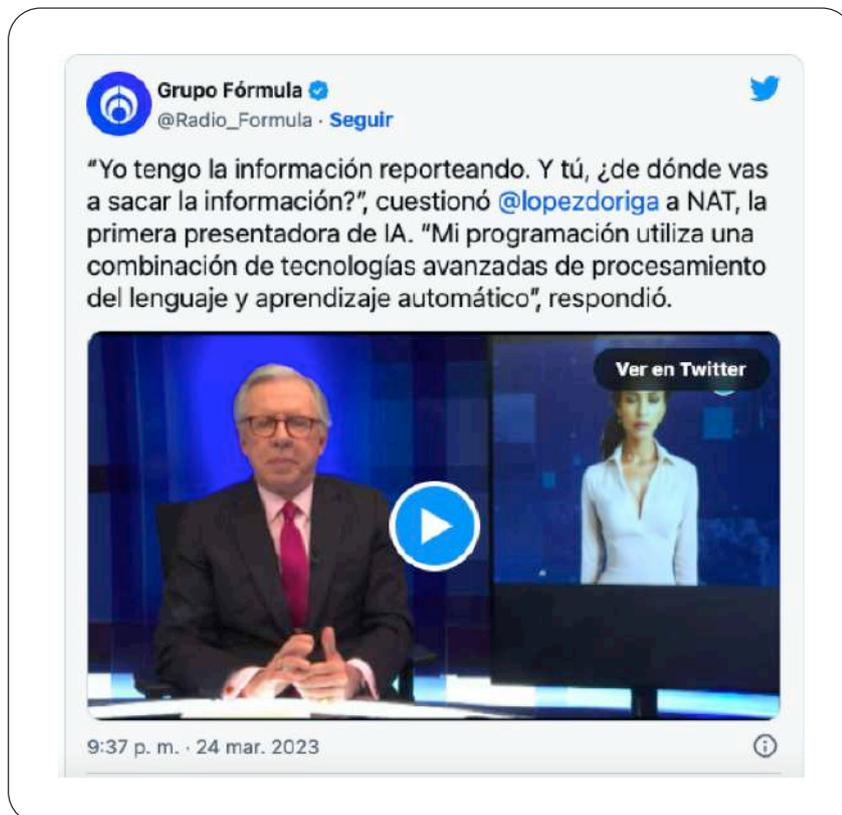 Grupo Fórmula
@Radio_Formula · Seguir
“Yo tengo la información reporteando. Y tú, ¿de dónde vas
a sacar la información?”, cuestionó @lopezdoriga a NAT, la
primera presentadora de IA. “Mi programación utiliza una
combinación de tecnologías avanzadas de procesamiento
del lenguaje y aprendizaje automático”, respondió.
Ver en Twitter
9:37 p. m. · 24 mar. 2023